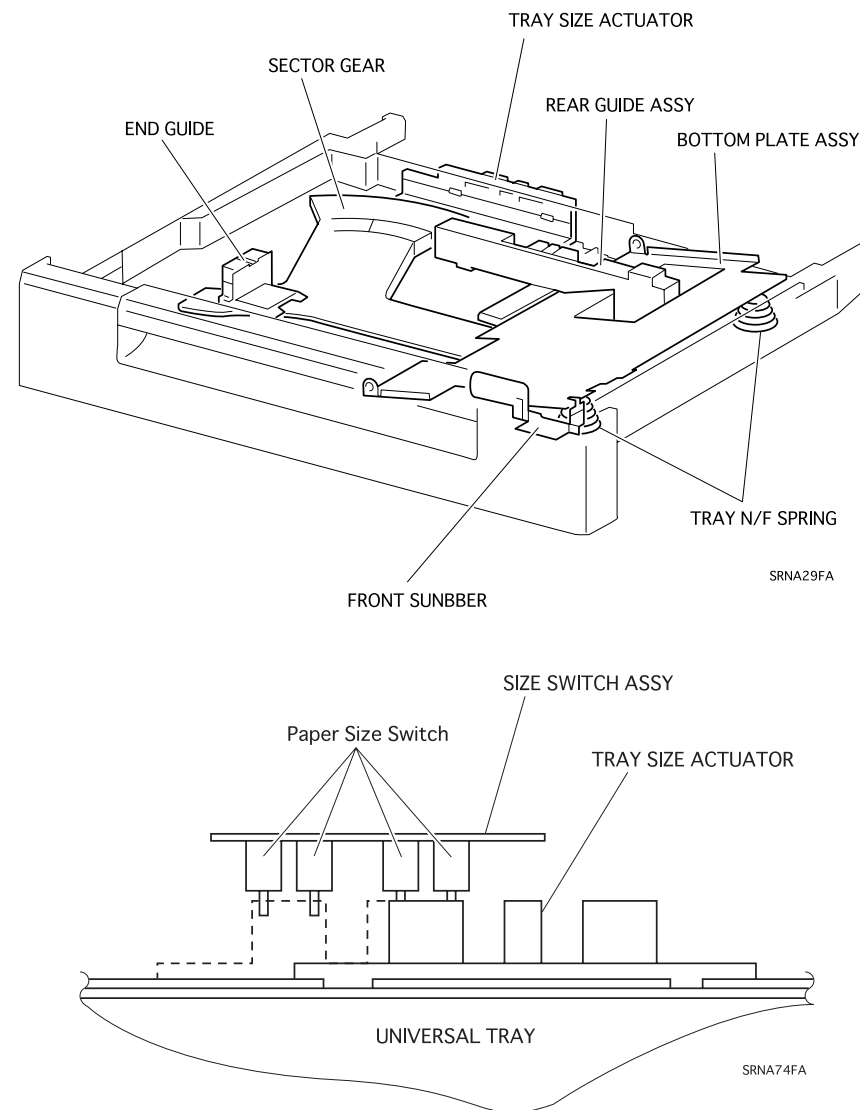 TRAY SIZE ACTUATOR
SECTOR GEAR
REAR GUIDE ASSY
END GUIDE
BOTTOM PLATE ASSY
TRAY N/F SPRING
SRNA29FA
FRONT SUNBBER
SIZE SWITCH ASSY
Paper Size Switch
TRAY SIZE ACTUATOR
UNIVERSAL TRAY
SRNA74FA